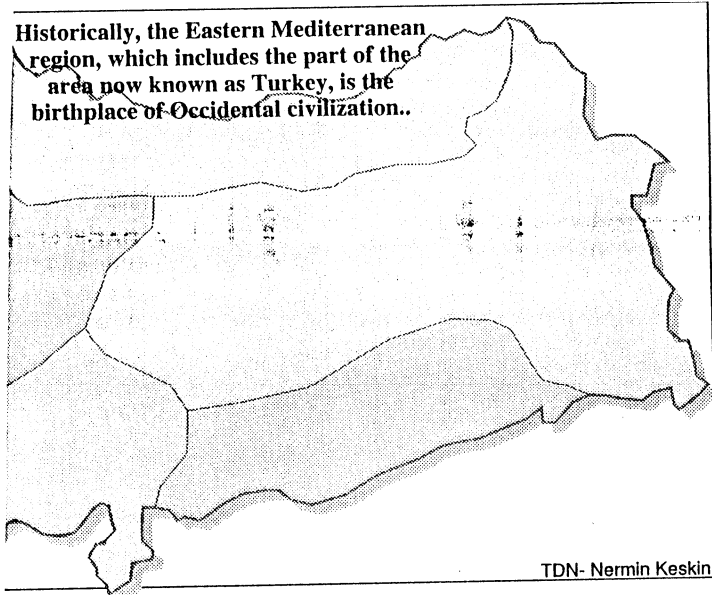 Historically, the Eastern Mediterranean
region, which includes the part of the
area now known as Turkey, is the
birthplace of Occidental civilization..
TDN- Nermin Keskin